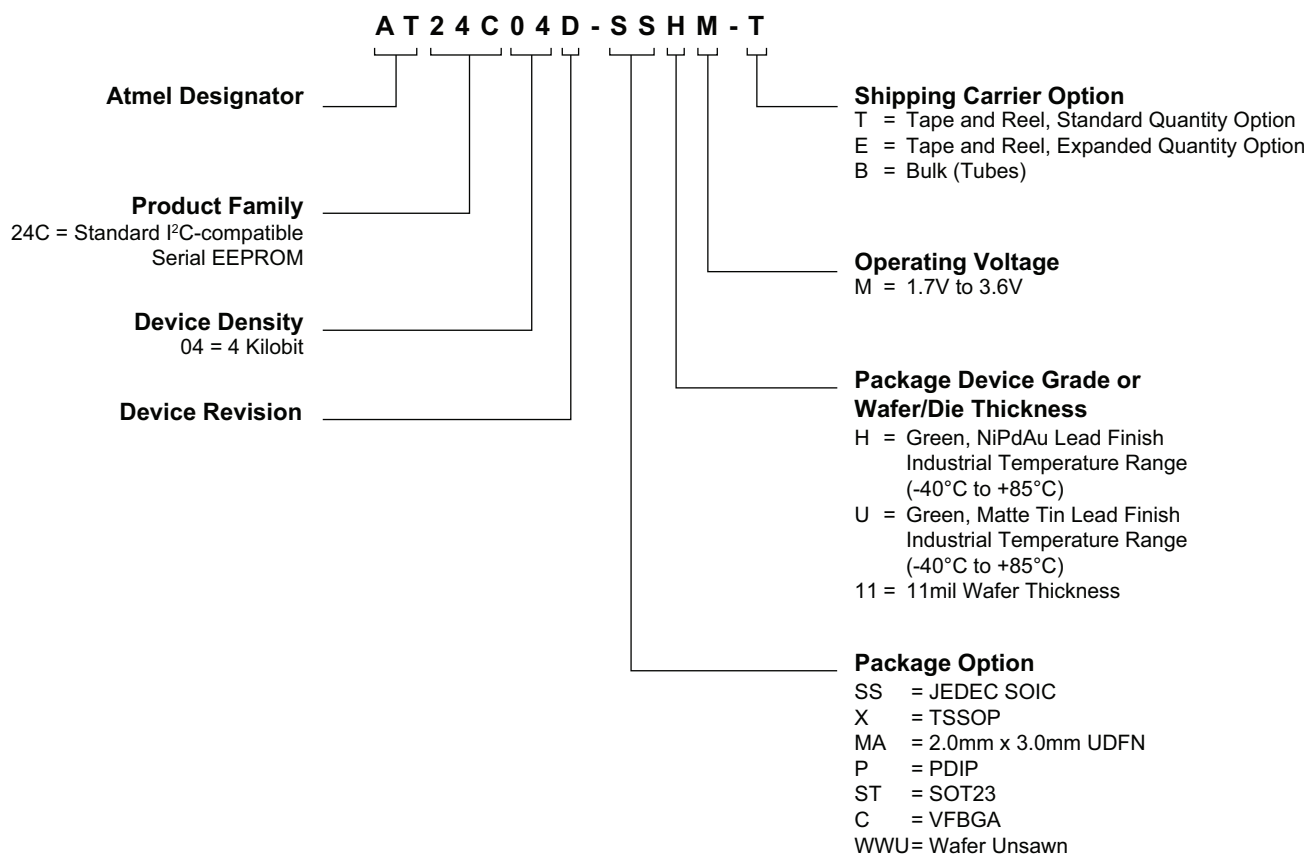 AT24C04D-SSHM-T
Atmel Designator
Product Family
24C = Standard I²C-compatible
Serial EEPROM
Device Density
04 = 4 Kilobit
Device Revision
Shipping Carrier Option
T = Tape and Reel, Standard Quantity Option
E = Tape and Reel, Expanded Quantity Option
B = Bulk (Tubes)
Operating Voltage
M = 1.7V to 3.6V
Package Device Grade or
Wafer/Die Thickness
H = Green, NiPdAu Lead Finish
Industrial Temperature Range
(-40°C to +85°C)
U = Green, Matte Tin Lead Finish
Industrial Temperature Range
(-40°C to +85°C)
11 = 11mil Wafer Thickness
Package Option
SS = JEDEC SOIC
X = TSSOP
MA = 2.0mm x 3.0mm UDFN
P = PDIP
ST = SOT23
C = VFBGA
WWU= Wafer Unsawn